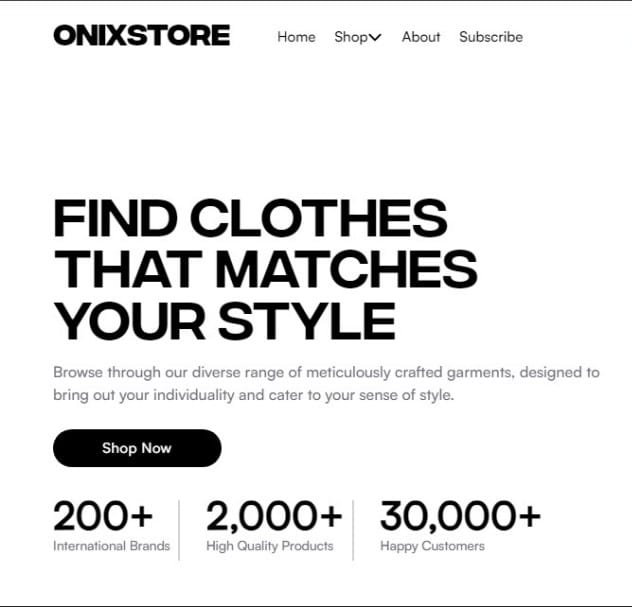 ONIXSTORE Home Shop About Subscribe
FIND CLOTHES
THAT MATCHES
YOUR STYLE
Browse through our diverse range of meticulously crafted garments, designed to
bring out your individuality and cater to your sense of style.
Shop Now
200+ 2,000+ 30,000+
International Brands High Quality Products Happy Customers